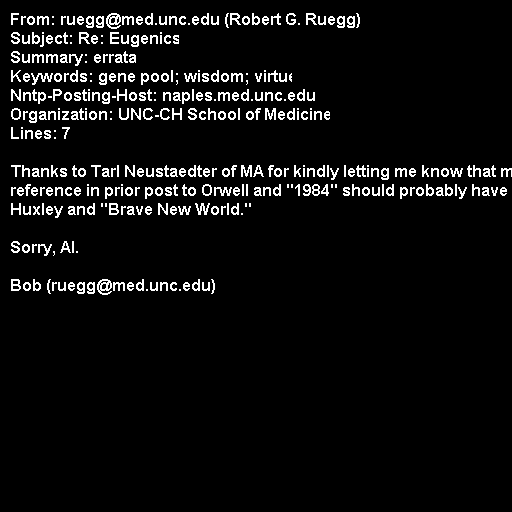 From: ruegg@med.unc.edu (Robert G. Ruegg)
Subject: Re: Eugenics
Summary: errata
Keywords: gene pool; wisdom; virtue
Nntp-Posting-Host: naples.med.unc.edu
Organization: UNC-CH School of Medicine
Lines: 7

Thanks to Tarl Neustaedter of MA for kindly letting me know that
reference in prior post to Orwell and "1984" should probably have
Huxley and "Brave New World."

Sorry, Al.

Bob (ruegg@med.unc.edu)